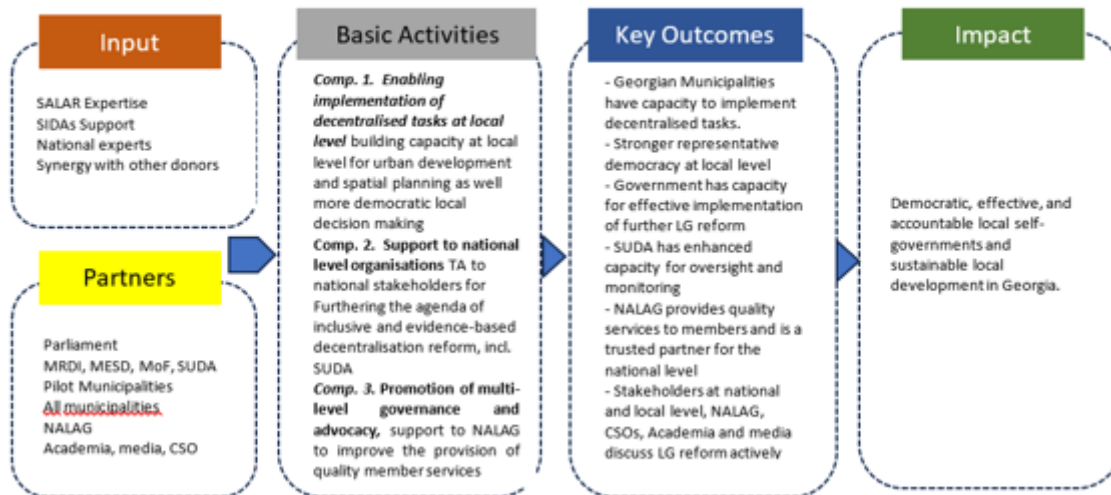 Input
SALAR Expertise
SIDAs Support
National experts
Synergy with other donors
Partners
Parliament
MRDI, MESD, MoF, SUDA
Pilot Municipalities
All municipalities
NALAG
Academia, media, CSO
Basic Activities
Comp. 1. Enabling
implementation of
decentralised tasks at local
level building capacity at local
level for urban development
and spatial planning as well
more democratic local
decision making
Comp. 2. Support to national
level organisations TA to
national stakeholders for
Furthering the agenda of
inclusive and evidence-based
decentralisation reform, incl.
SUDA
Comp. 3. Promotion of multi-
level governance and
advocacy, support to NALAG
to improve the provision of
quality member services
Key Outcomes
- Georgian Municipalities
have capacity to implement
decentralised tasks.
- Stronger representative
democracy at local level
- Government has capacity
for effective implementation
of further LG reform
- SUDA has enhanced
capacity for oversight and
monitoring
- NALAG provides quality
services to members and is a
trusted partner for the
national level
- Stakeholders at national
and local level, NALAG,
CSOs, Academia and media
discuss LG reform actively
Impact
Democratic, effective, and
accountable local self-
governments and
sustainable local
development in Georgia.